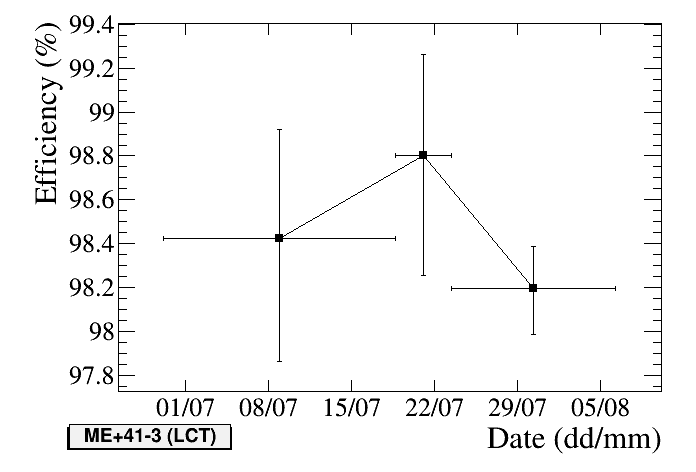 Efficiency (%)
99.4
99.2
99
98.8
98.6
98.4
98.2
98
97.8
01/07 08/07 15/07 22/07 29/07 05/08
Date (dd/mm)
ME+41-3 (LCT)